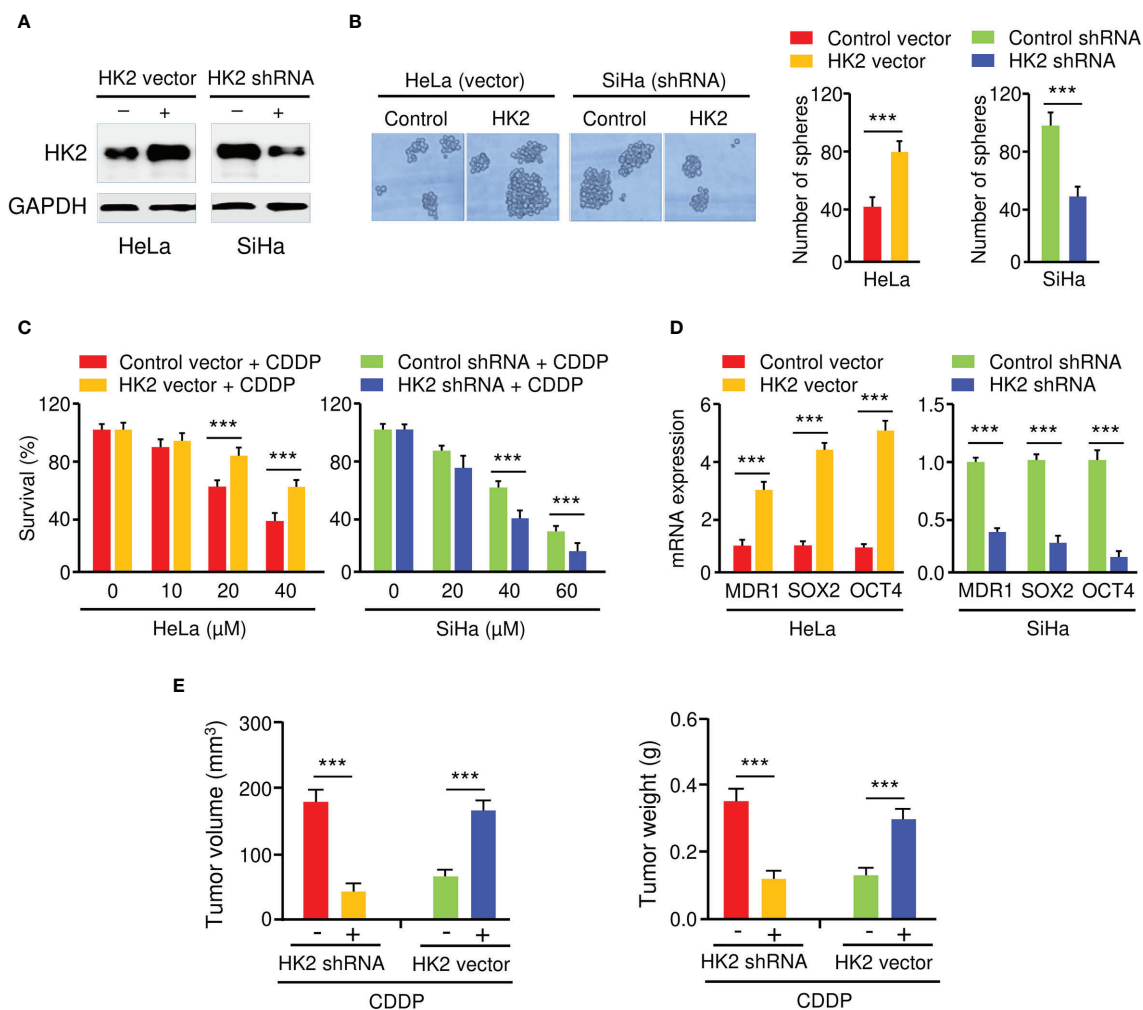 A
HK2 vector HK2 shRNA
− + − +
HK2
GAPDH
HeLa SiHa
B
HeLa (vector) SiHa (shRNA)
Control HK2 Control HK2
Control vector
HK2 vector
Number of spheres
120
80
40
0
***
HeLa
Control shRNA
HK2 shRNA
Number of spheres
120
80
40
0
***
SiHa
C
Control vector + CDDP
HK2 vector + CDDP
Survival (%)
120
80
40
0
*** ***
0 10 20 40
HeLa (µM)
Control shRNA + CDDP
HK2 shRNA + CDDP
120
80
40
0
*** ***
0 20 40 60
SiHa (µM)
D
Control vector
HK2 vector
mRNA expression
6
4
2
0
*** *** ***
MDR1 SOX2 OCT4
HeLa
Control shRNA
HK2 shRNA
1.5
1.0
0.5
0.0
*** *** ***
MDR1 SOX2 OCT4
SiHa
E
Tumor volume (mm³)
300
200
100
0
*** ***
- + - +
HK2 shRNA HK2 vector
CDDP
Tumor weight (g)
0.6
0.4
0.2
0.0
*** ***
- + - +
HK2 shRNA HK2 vector
CDDP